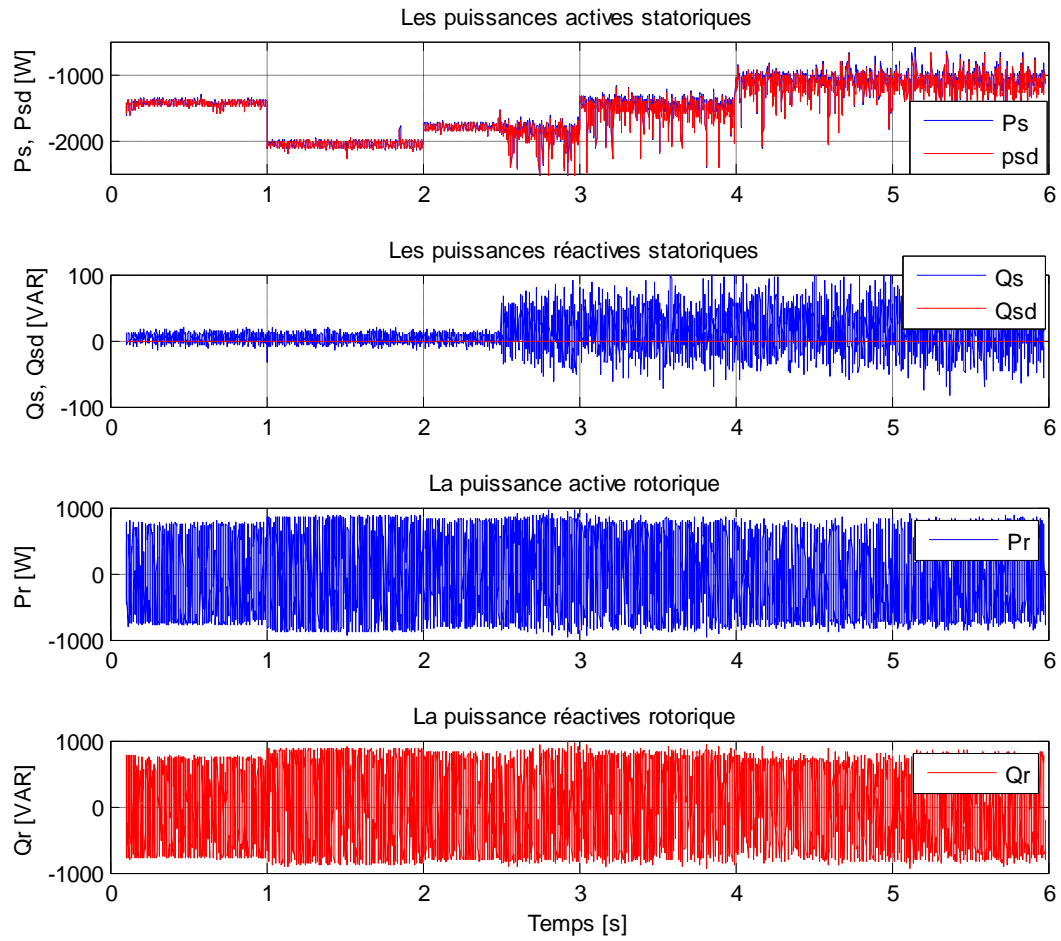 Les puissances actives statoriques
Ps, Psd [W]
-1000
-2000
Ps
psd
0 1 2 3 4 5 6
Les puissances réactives statoriques
Qs, Qsd [VAR]
100
0
-100
Qs
Qsd
0 1 2 3 4 5 6
La puissance active rotorique
Pr [W]
1000
0
-1000
Pr
0 1 2 3 4 5 6
La puissance réactives rotorique
Qr [VAR]
1000
0
-1000
Qr
0 1 2 3 4 5 6
Temps [s]